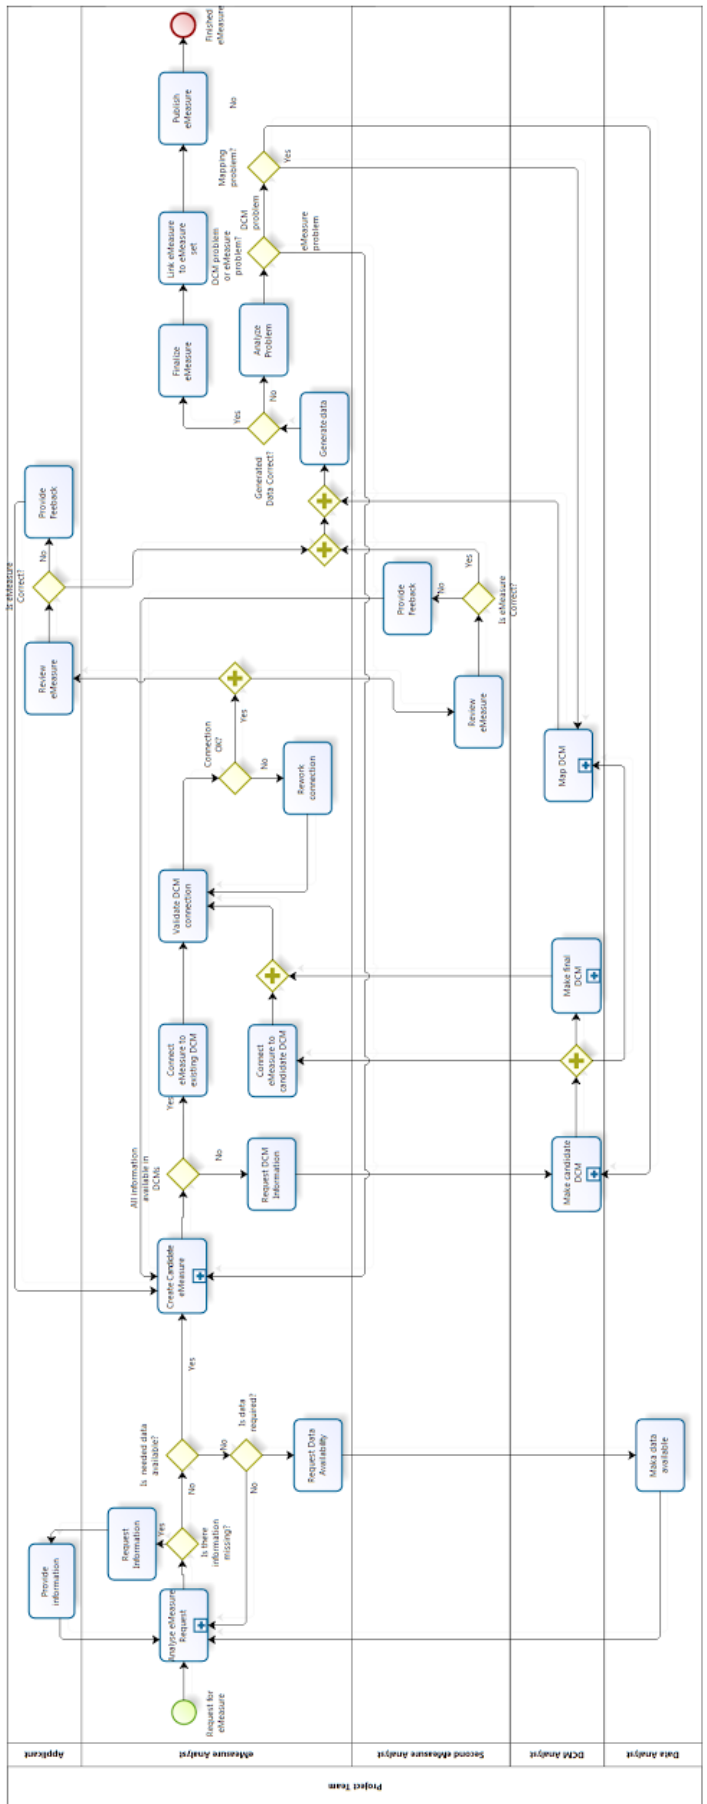 Project Team
Applicant
eMeasure Analyst
Second eMeasure Analyst
DCM Analyst
Data Analyst
Request for
eMeasure
Analyse eMeasure
Request
Provide
information
Request
Information
Yes
Is there
information
missing?
No
Is needed data
available?
No
Is data
required?
No
Request Data
Availability
Maka data
available
Yes
Create Candidate
eMeasure
All information
available in
DCMs
Yes
No
Request DCM
Information
Make candidate
DCM
Connect
eMeasure to
existing DCM
Connect
eMeasure to
candidate DCM
Make final
DCM
Validate DCM
connection
Map DCM
Connection
OK?
No
Rework
connection
Yes
Review
eMeasure
Review
eMeasure
Is eMeasure
Correct?
No
Provide
feeback
Is eMeasure
Correct?
No
Yes
Provide
feedback
Generate data
Generated
Data Correct?
Yes
No
Finalize
eMeasure
Analyze
Problem
Link eMeasure
to eMeasure
set
DCM problem
or eMeasure
problem?
DCM
problem
eMeasure
problem
Mapping
problem?
Yes
No
Publish
eMeasure
Finished
eMeasure